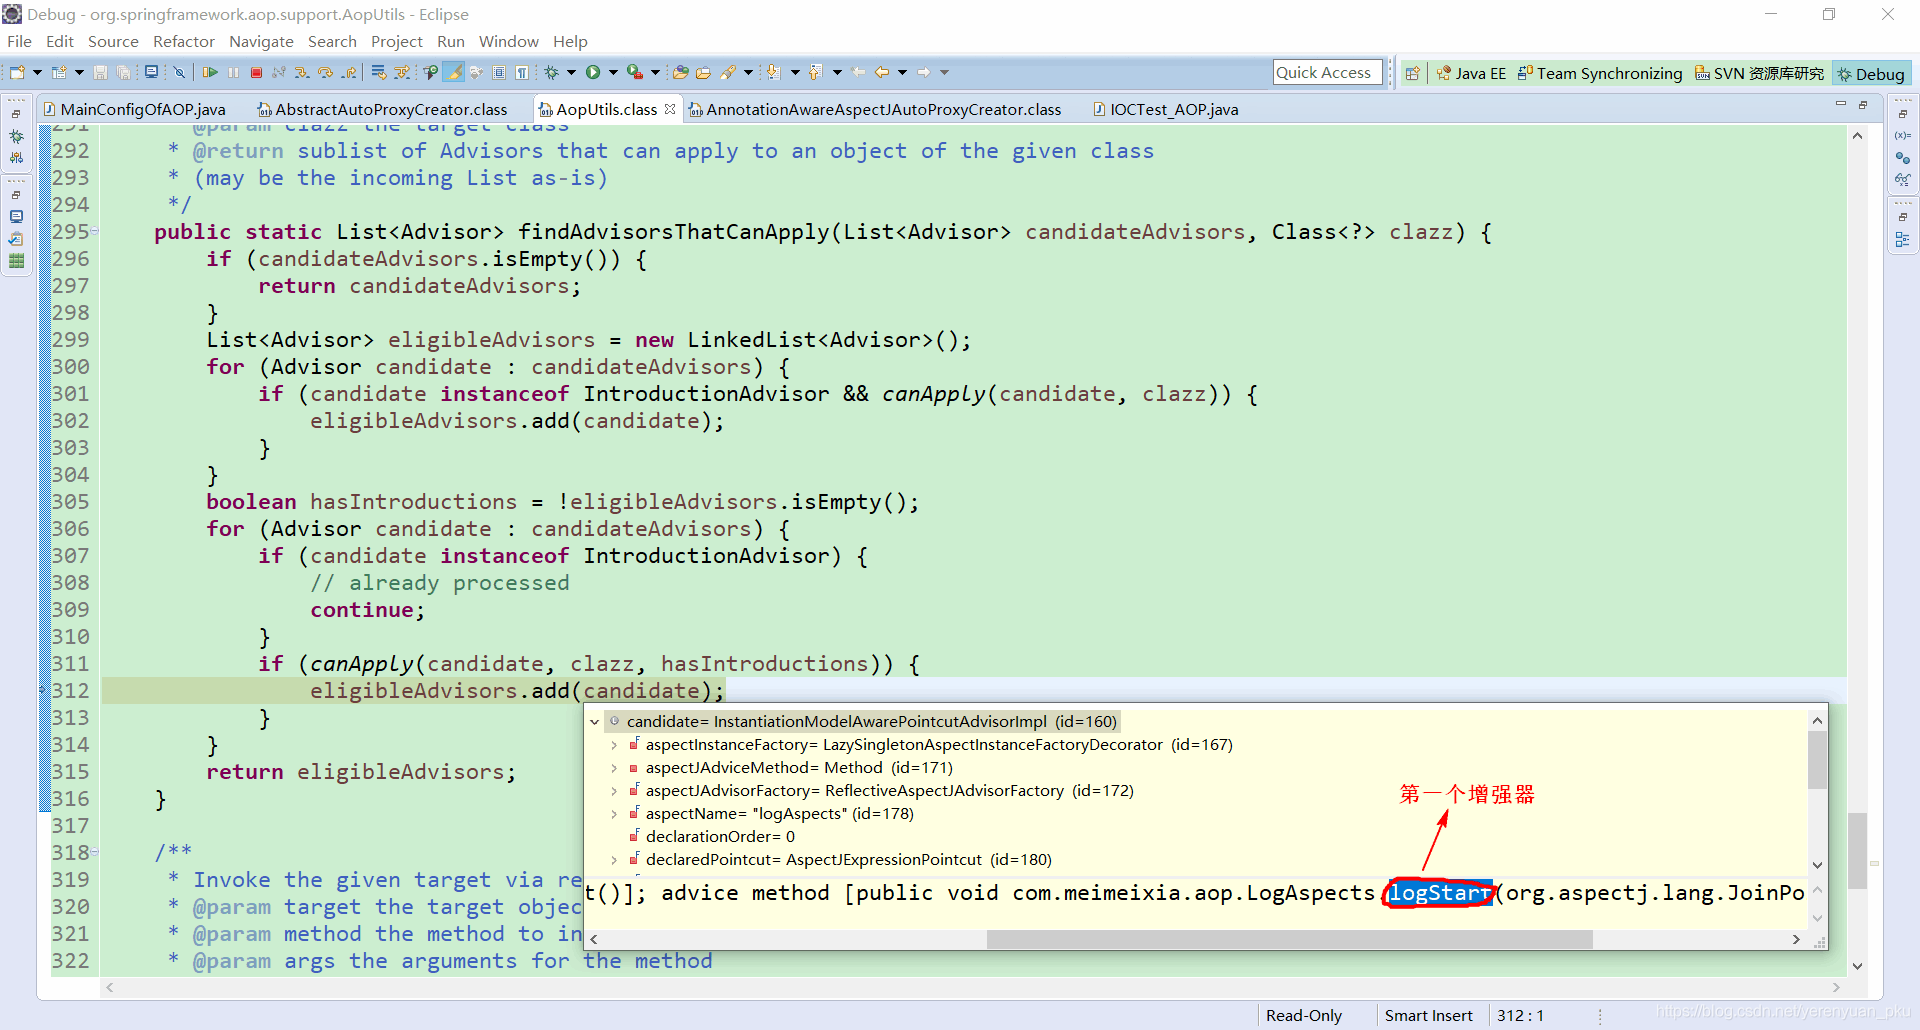 Debug - org.springframework.aop.support.AopUtils - Eclipse
File Edit Source Refactor Navigate Search Project Run Window Help
Quick Access Java EE Team Synchronizing SVN 资源库研究 Debug
MainConfigOfAOP.java AbstractAutoProxyCreator.class AopUtils.class AnnotationAwareAspectJAutoProxyCreator.class IOCTest_AOP.java
291 * @param clazz the target class
292 * @return sublist of Advisors that can apply to an object of the given class
293 * (may be the incoming List as-is)
294 */
295 public static List<Advisor> findAdvisorsThatCanApply(List<Advisor> candidateAdvisors, Class<?> clazz) {
296 if (candidateAdvisors.isEmpty()) {
297 return candidateAdvisors;
298 }
299 List<Advisor> eligibleAdvisors = new LinkedList<Advisor>();
300 for (Advisor candidate : candidateAdvisors) {
301 if (candidate instanceof IntroductionAdvisor && canApply(candidate, clazz)) {
302 eligibleAdvisors.add(candidate);
303 }
304 }
305 boolean hasIntroductions = !eligibleAdvisors.isEmpty();
306 for (Advisor candidate : candidateAdvisors) {
307 if (candidate instanceof IntroductionAdvisor) {
308 // already processed
309 continue;
310 }
311 if (canApply(candidate, clazz, hasIntroductions)) {
312 eligibleAdvisors.add(candidate);
313 }
314 }
315 return eligibleAdvisors;
316 }
317
318 /**
319 * Invoke the given target via re
320 * @param target the target objec
321 * @param method the method to in
322 * @param args the arguments for the method
candidate= InstantiationModelAwarePointcutAdvisorImpl (id=160)
aspectInstanceFactory= LazySingletonAspectInstanceFactoryDecorator (id=167)
aspectJAdviceMethod= Method (id=171)
aspectJAdvisorFactory= ReflectiveAspectJAdvisorFactory (id=172)
aspectName= "logAspects" (id=178)
declarationOrder= 0
declaredPointcut= AspectJExpressionPointcut (id=180)
第一个增强器
t()]; advice method [public void com.meimeixia.aop.LogAspects.logStart(org.aspectj.lang.JoinPo
Read-Only Smart Insert 312 : 1
https://blog.csdn.net/yerenyuan_pku